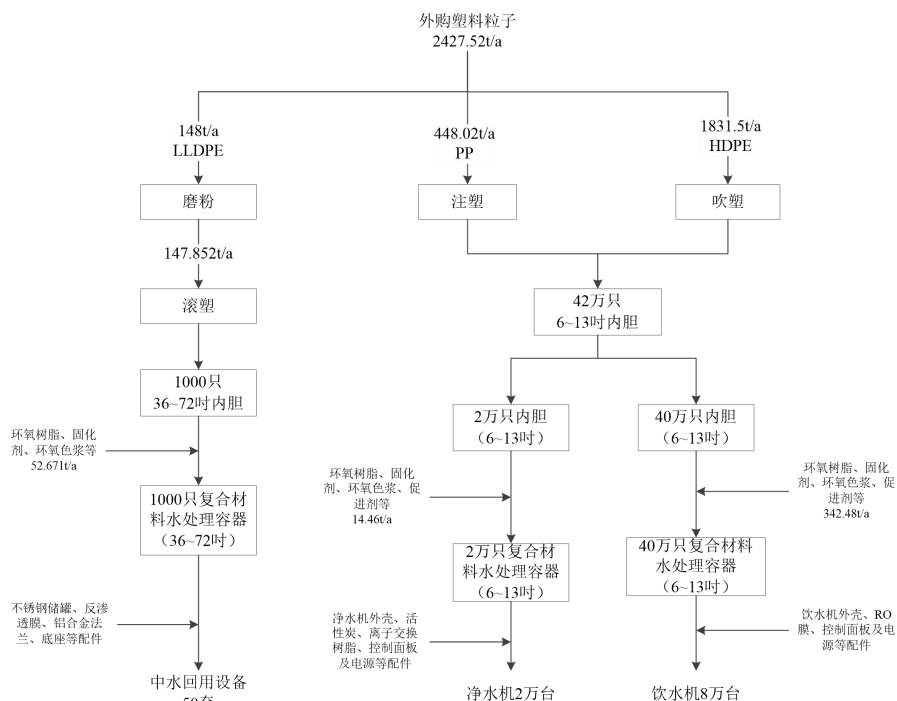 外购塑料粒子
2427.52t/a
148t/a
LLDPE
448.02t/a
PP
1831.5t/a
HDPE
磨粉
注塑
吹塑
147.852t/a
滚塑
42万只
6~13吋内胆
1000只
36~72吋内胆
2万只内胆
（6~13吋）
40万只内胆
（6~13吋）
环氧树脂、固化
剂、环氧色浆等
52.671t/a
环氧树脂、固化
剂、环氧色浆、促
进剂等
14.46t/a
环氧树脂、固化
剂、环氧色浆、促
进剂等
342.48t/a
1000只复合材
料水处理容器
（36~72吋）
2万只复合材
料水处理容器
（6~13吋）
40万只复合材料
水处理容器
（6~13吋）
不锈钢储罐、反渗
透膜、铝合金法
兰、底座等配件
净水机外壳、活
性炭、离子交换
树脂、控制面板
及电源等配件
饮水机外壳、RO
膜、控制面板及电
源等配件
中水回用设备
50套
净水机2万台
饮水机8万台